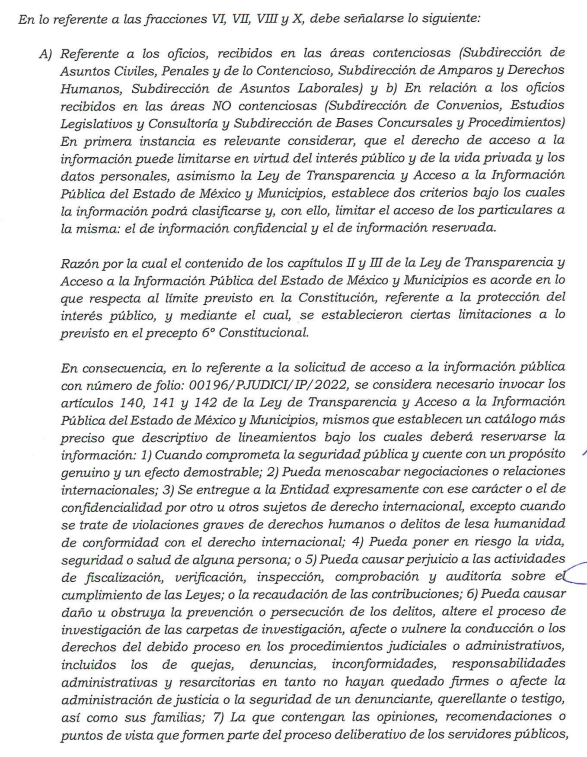 En lo referente a las fracciones VI, VII, VIII y X, debe señalarse lo siguiente:
A) Referente a los oficios, recibidos en las áreas contenciosas (Subdirección de
Asuntos Civiles, Penales y de lo Contencioso, Subdirección de Amparos y Derechos
Humanos, Subdirección de Asuntos Laborales) y b) En relación a los oficios
recibidos en las áreas NO contenciosas (Subdirección de Convenios, Estudios
Legislativos y Consultoría y Subdirección de Bases Concursales y Procedimientos)
En primera instancia es relevante considerar, que el derecho de acceso a la
información puede limitarse en virtud del interés público y de la vida privada y los
datos personales, asimismo la Ley de Transparencia y Acceso a la Información
Pública del Estado de México y Municipios, establece dos criterios bajo los cuales
la información podrá clasificarse y, con ello, limitar el acceso de los particulares a
la misma: el de información confidencial y el de información reservada.
Razón por la cual el contenido de los capítulos II y III de la Ley de Transparencia y
Acceso a la Información Pública del Estado de México y Municipios es acorde en lo
que respecta al límite previsto en la Constitución, referente a la protección del
interés público, y mediante el cual, se establecieron ciertas limitaciones a lo
previsto en el precepto 6º Constitucional.
En consecuencia, en lo referente a la solicitud de acceso a la información pública
con número de folio: 00196/PJUDICI/IP/2022, se considera necesario invocar los
artículos 140, 141 y 142 de la Ley de Transparencia y Acceso a la Información
Pública del Estado de México y Municipios, mismos que establecen un catálogo más
preciso que descriptivo de lineamientos bajo los cuales deberá reservarse la
información: 1) Cuando comprometa la seguridad pública y cuente con un propósito
genuino y un efecto demostrable; 2) Pueda menoscabar negociaciones o relaciones
internacionales; 3) Se entregue a la Entidad expresamente con ese carácter o el de
confidencialidad por otro u otros sujetos de derecho internacional, excepto cuando
se trate de violaciones graves de derechos humanos o delitos de lesa humanidad
de conformidad con el derecho internacional; 4) Pueda poner en riesgo la vida,
seguridad o salud de alguna persona; o 5) Pueda causar perjuicio a las actividades
de fiscalización, verificación, inspección, comprobación y auditoría sobre el
cumplimiento de las Leyes; o la recaudación de las contribuciones; 6) Pueda causar
daño u obstruya la prevención o persecución de los delitos, altere el proceso de
investigación de las carpetas de investigación, afecte o vulnere la conducción o los
derechos del debido proceso en los procedimientos judiciales o administrativos,
incluidos los de quejas, denuncias, inconformidades, responsabilidades
administrativas y resarcitorias en tanto no hayan quedado firmes o afecte la
administración de justicia o la seguridad de un denunciante, querellante o testigo,
así como sus familias; 7) La que contengan las opiniones, recomendaciones o
puntos de vista que formen parte del proceso deliberativo de los servidores públicos,